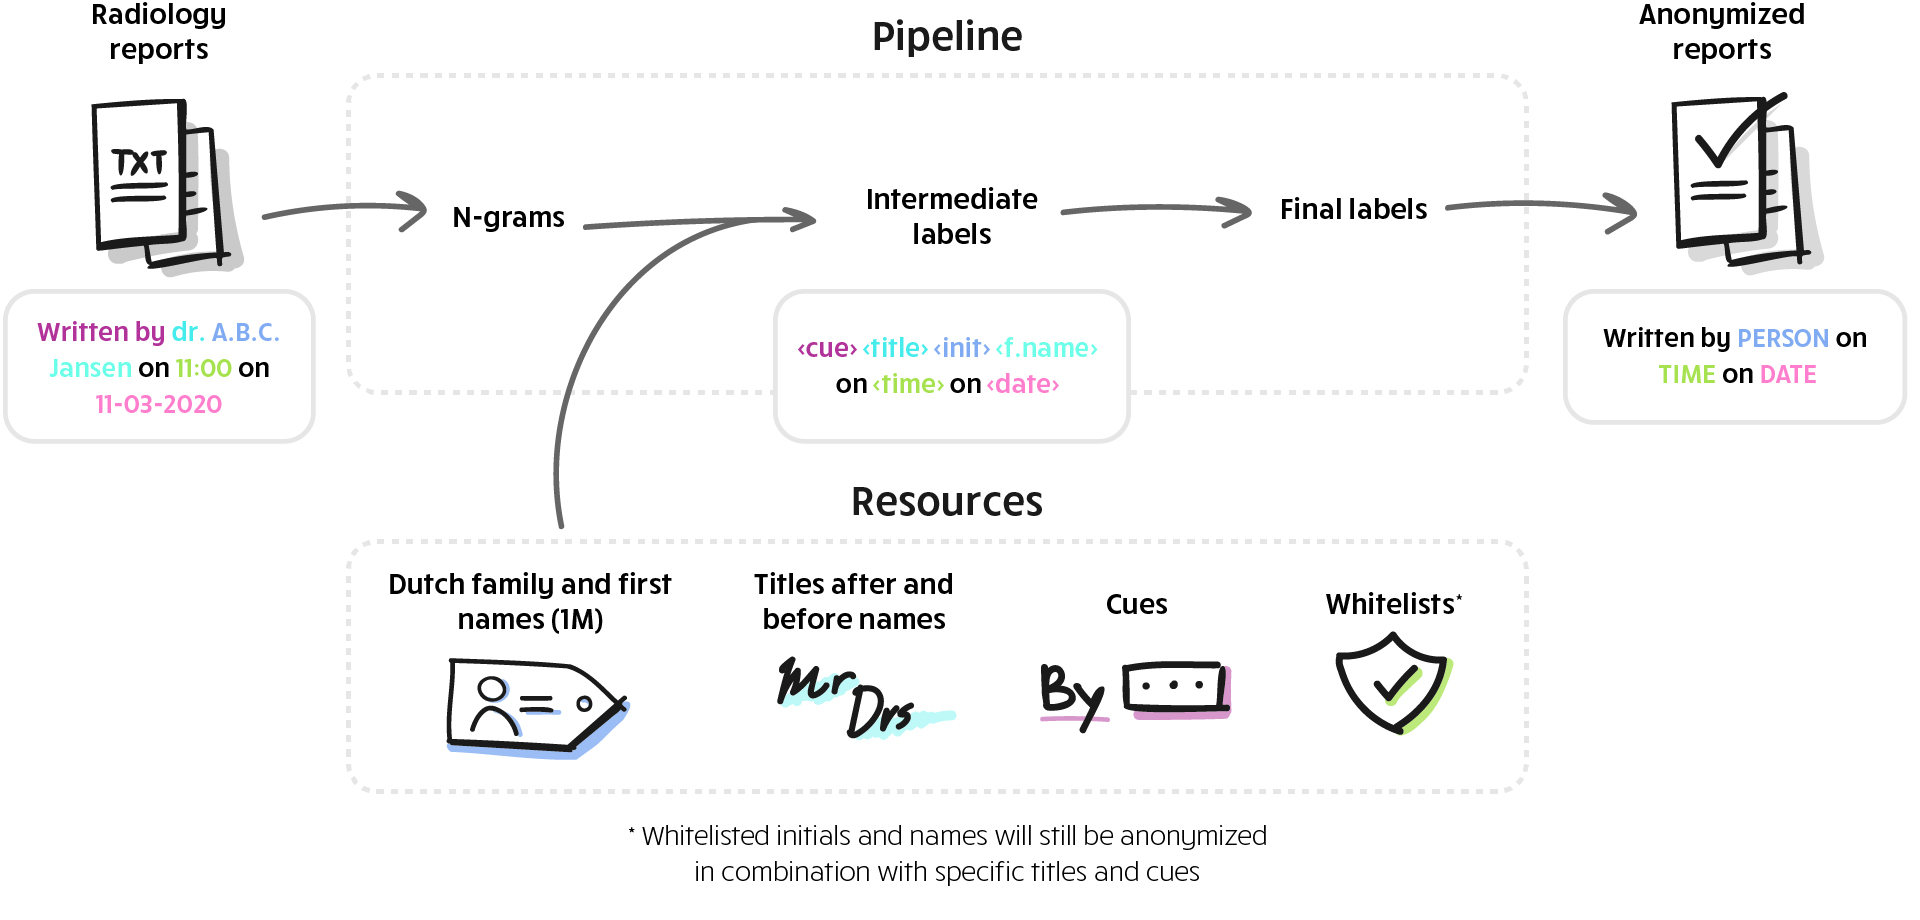 Radiology
reports
Pipeline
Anonymized
reports
TXT
N-grams
Intermediate
labels
Final labels
Written by dr. A.B.C.
Jansen on 11:00 on
11-03-2020
‹cue› ‹title› ‹init› ‹f.name›
on ‹time› on ‹date›
Written by PERSON on
TIME on DATE
Resources
Dutch family and first
names (1M)
Titles after and
before names
Mr
Drs
Cues
By ...
Whitelists*
* Whitelisted initials and names will still be anonymized
in combination with specific titles and cues